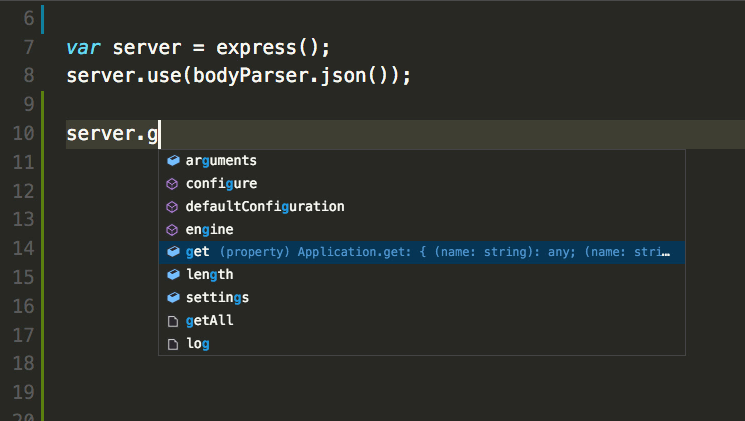 6
7 var server = express();
8 server.use(bodyParser.json());
9
10 server.g
11 arguments
12 configure
13 defaultConfiguration
engine
14 get (property) Application.get: { (name: string): any; (name: stri…
15 length
16 settings
17 getAll
18 log
19
20